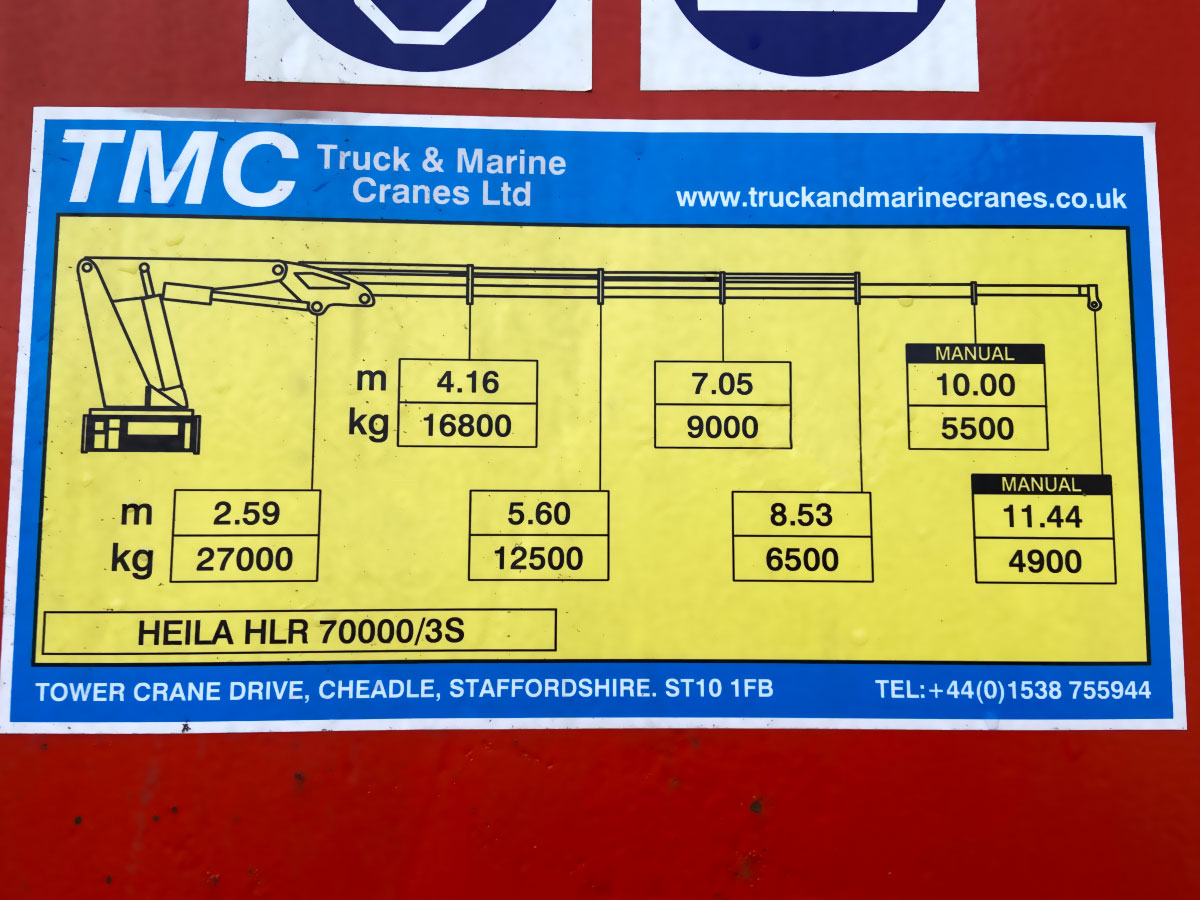 TMC
Truck & Marine
Cranes Ltd
www.truckandmarinecranes.co.uk
m 4.16 7.05 MANUAL 10.00
kg 16800 9000 5500
m 2.59 5.60 8.53 MANUAL 11.44
kg 27000 12500 6500 4900
HEILA HLR 70000/3S
TOWER CRANE DRIVE, CHEADLE, STAFFORDSHIRE. ST10 1FB TEL:+44(0)1538 755944